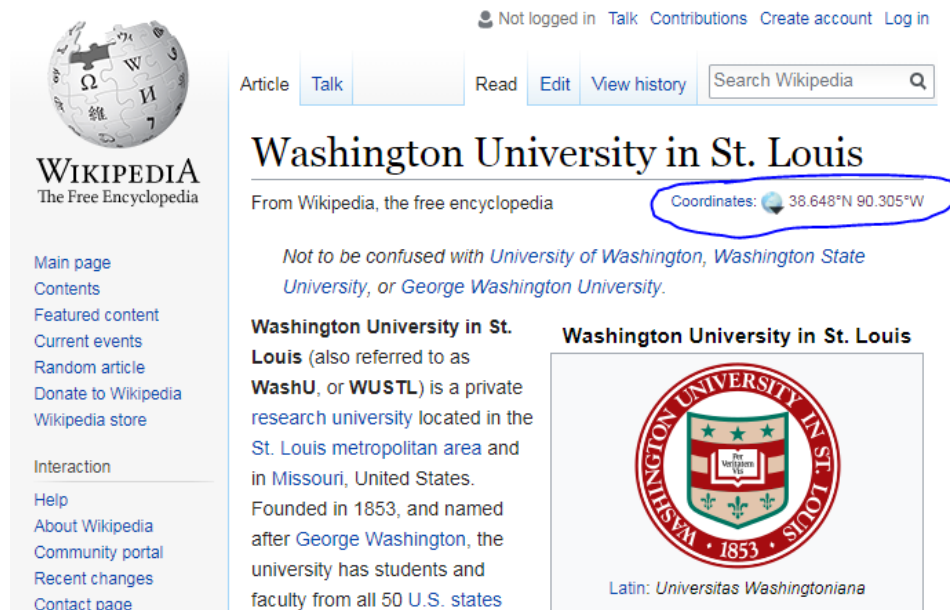 Not logged in Talk Contributions Create account Log in
Article Talk Read Edit View history Search Wikipedia
Ω W И 維 7
WIKIPEDIA
The Free Encyclopedia
Washington University in St. Louis
From Wikipedia, the free encyclopedia
Coordinates: 38.648°N 90.305°W
Not to be confused with University of Washington, Washington State
University, or George Washington University.
Main page
Contents
Featured content
Current events
Random article
Donate to Wikipedia
Wikipedia store
Interaction
Help
About Wikipedia
Community portal
Recent changes
Contact page
Washington University in St.
Louis (also referred to as
WashU, or WUSTL) is a private
research university located in the
St. Louis metropolitan area and
in Missouri, United States.
Founded in 1853, and named
after George Washington, the
university has students and
faculty from all 50 U.S. states
Washington University in St. Louis
WASHINGTON UNIVERSITY IN ST. LOUIS
Per
Veritatem
Vis
1853
Latin: Universitas Washingtoniana